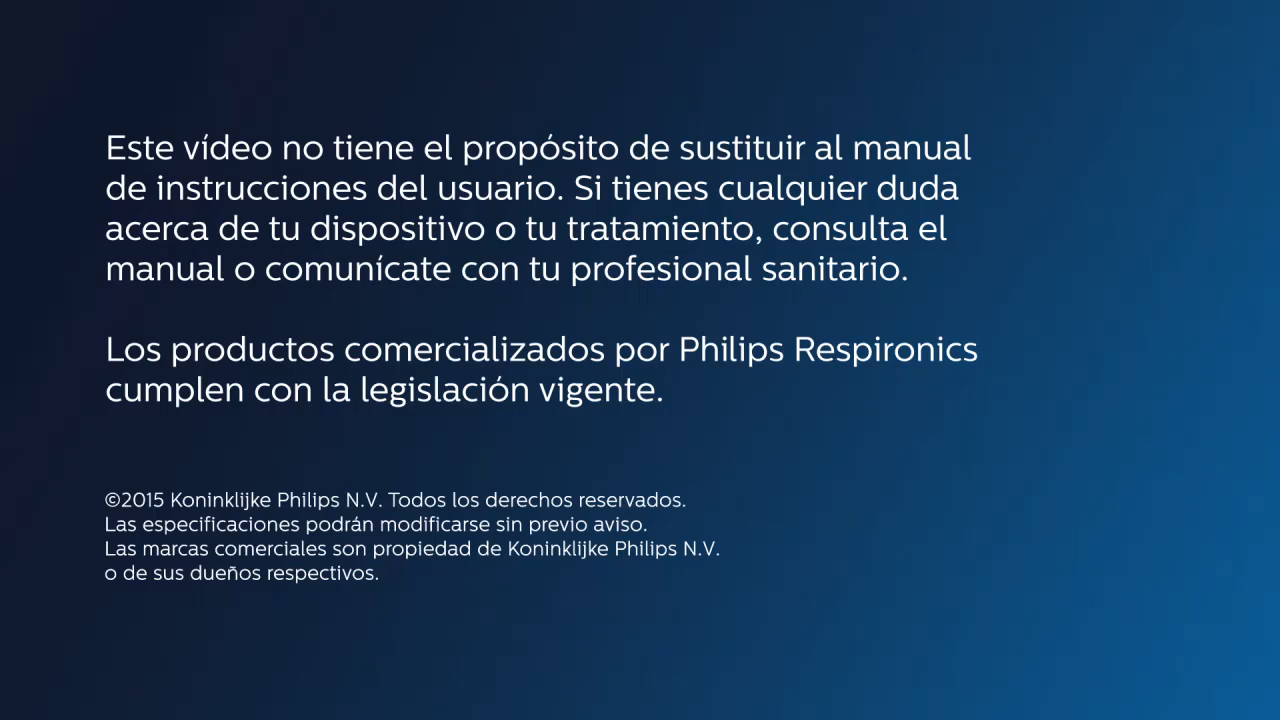 Este vídeo no tiene el propósito de sustituir al manual
de instrucciones del usuario. Si tienes cualquier duda
acerca de tu dispositivo o tu tratamiento, consulta el
manual o comunícate con tu profesional sanitario.
Los productos comercializados por Philips Respironics
cumplen con la legislación vigente.
©2015 Koninklijke Philips N.V. Todos los derechos reservados.
Las especificaciones podrán modificarse sin previo aviso.
Las marcas comerciales son propiedad de Koninklijke Philips N.V.
o de sus dueños respectivos.